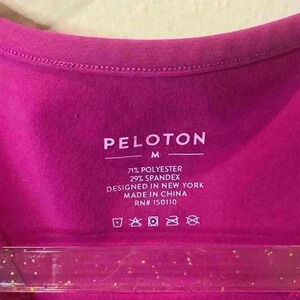 PELOTON
M
71% POLYESTER
29% SPANDEX
DESIGNED IN NEW YORK
MADE IN CHINA
RN# 150110